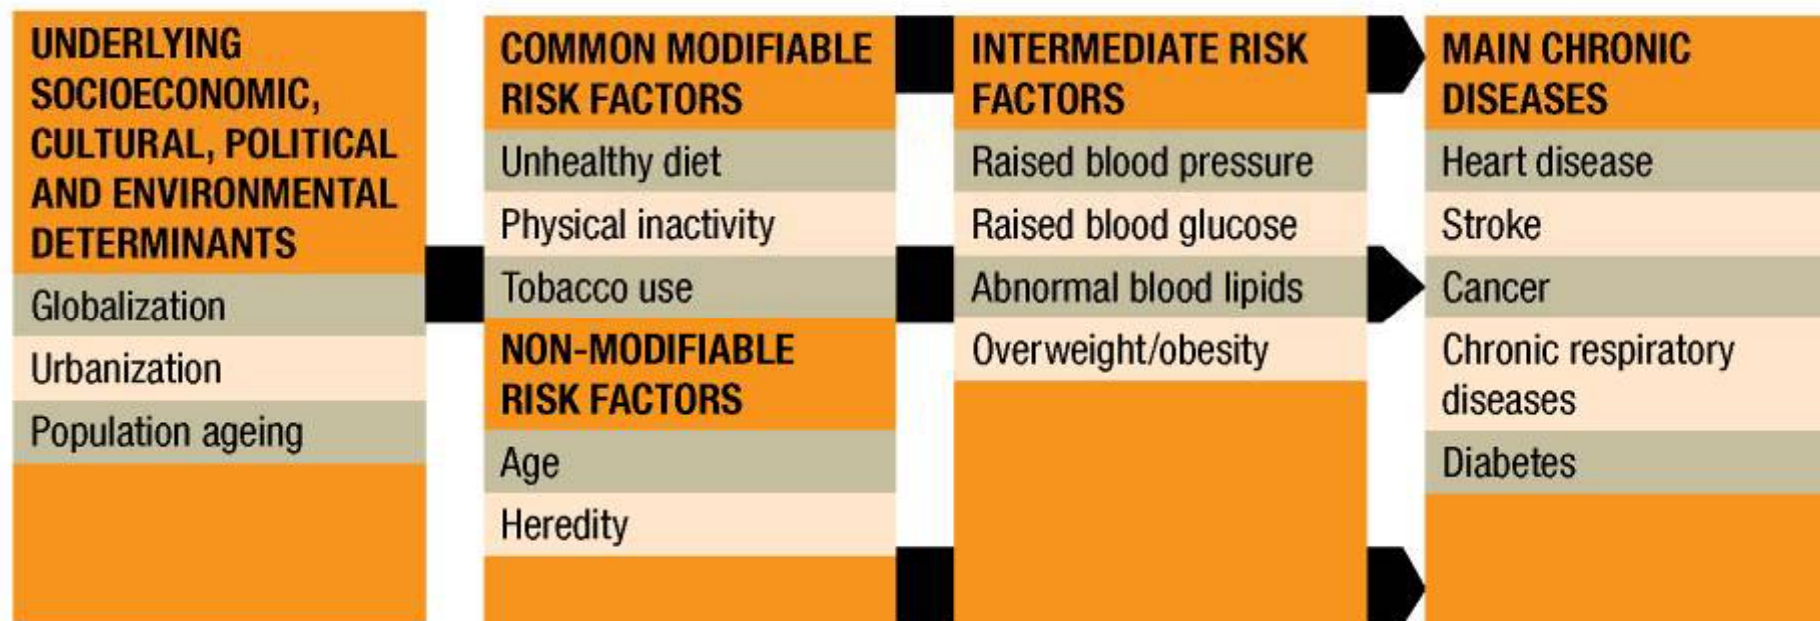 UNDERLYING
SOCIOECONOMIC,
CULTURAL, POLITICAL
AND ENVIRONMENTAL
DETERMINANTS
Globalization
Urbanization
Population ageing
COMMON MODIFIABLE
RISK FACTORS
Unhealthy diet
Physical inactivity
Tobacco use
NON-MODIFIABLE
RISK FACTORS
Age
Heredity
INTERMEDIATE RISK
FACTORS
Raised blood pressure
Raised blood glucose
Abnormal blood lipids
Overweight/obesity
MAIN CHRONIC
DISEASES
Heart disease
Stroke
Cancer
Chronic respiratory
diseases
Diabetes